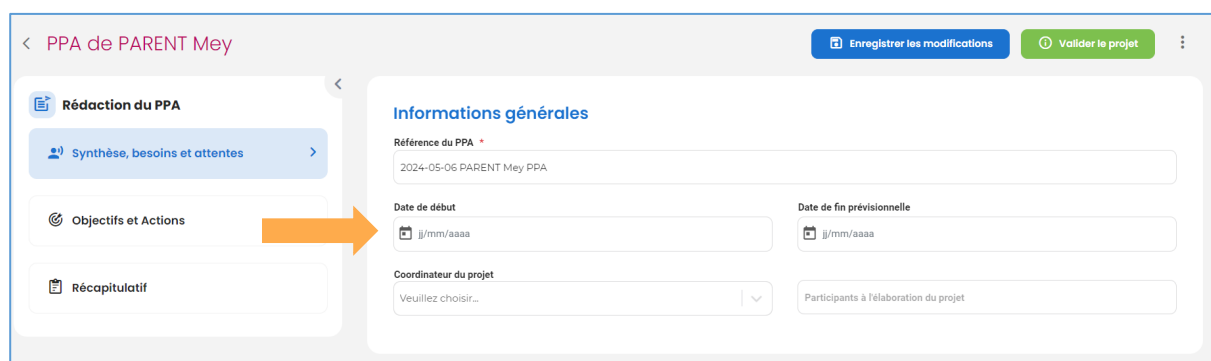 PPA de PARENT Mey
Enregistrer les modifications
Valider le projet
Rédaction du PPA
Synthèse, besoins et attentes
Objectifs et Actions
Récapitulatif
Informations générales
Référence du PPA *
2024-05-06 PARENT Mey PPA
Date de début
Date de fin prévisionnelle
jj/mm/aaaa
jj/mm/aaaa
Coordinateur du projet
Veuillez choisir...
Participants à l'élaboration du projet